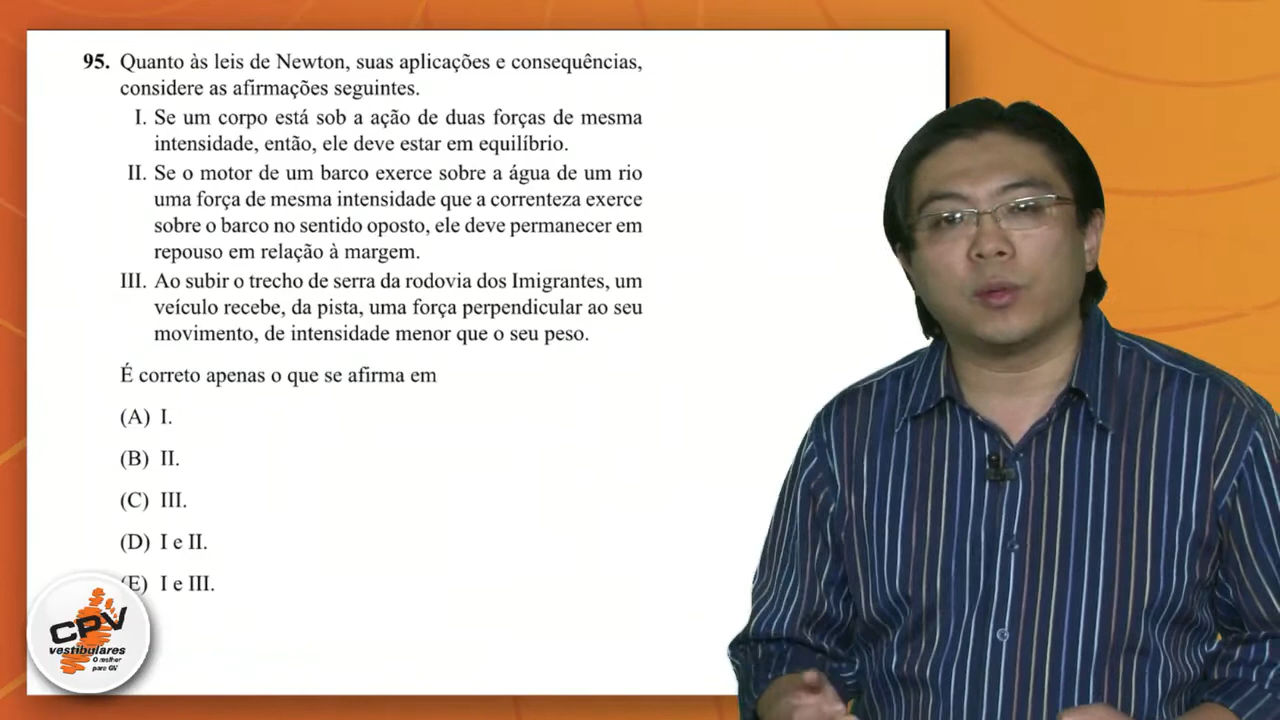 95. Quanto às leis de Newton, suas aplicações e consequências,
considere as afirmações seguintes.
I. Se um corpo está sob a ação de duas forças de mesma
intensidade, então, ele deve estar em equilíbrio.
II. Se o motor de um barco exerce sobre a água de um rio
uma força de mesma intensidade que a correnteza exerce
sobre o barco no sentido oposto, ele deve permanecer em
repouso em relação à margem.
III. Ao subir o trecho de serra da rodovia dos Imigrantes, um
veículo recebe, da pista, uma força perpendicular ao seu
movimento, de intensidade menor que o seu peso.
É correto apenas o que se afirma em
(A) I.
(B) II.
(C) III.
(D) I e II.
(E) I e III.
CPV
vestibulares
O melhor
para GV